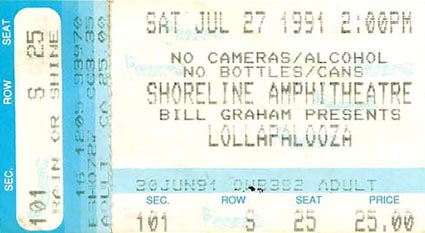 SAT JUL 27 1991 2:00PM
NO CAMERAS/ALCOHOL
NO BOTTLES/CANS
SHORELINE AMPHITHEATRE
BILL GRAHAM PRESENTS
LOLLAPALOOZA
30JUN91 ADULT
SEC. ROW SEAT PRICE
101 S 25 25.00
SEC. ROW SEAT
101 S 25
RAIN OR SHINE
ADULT